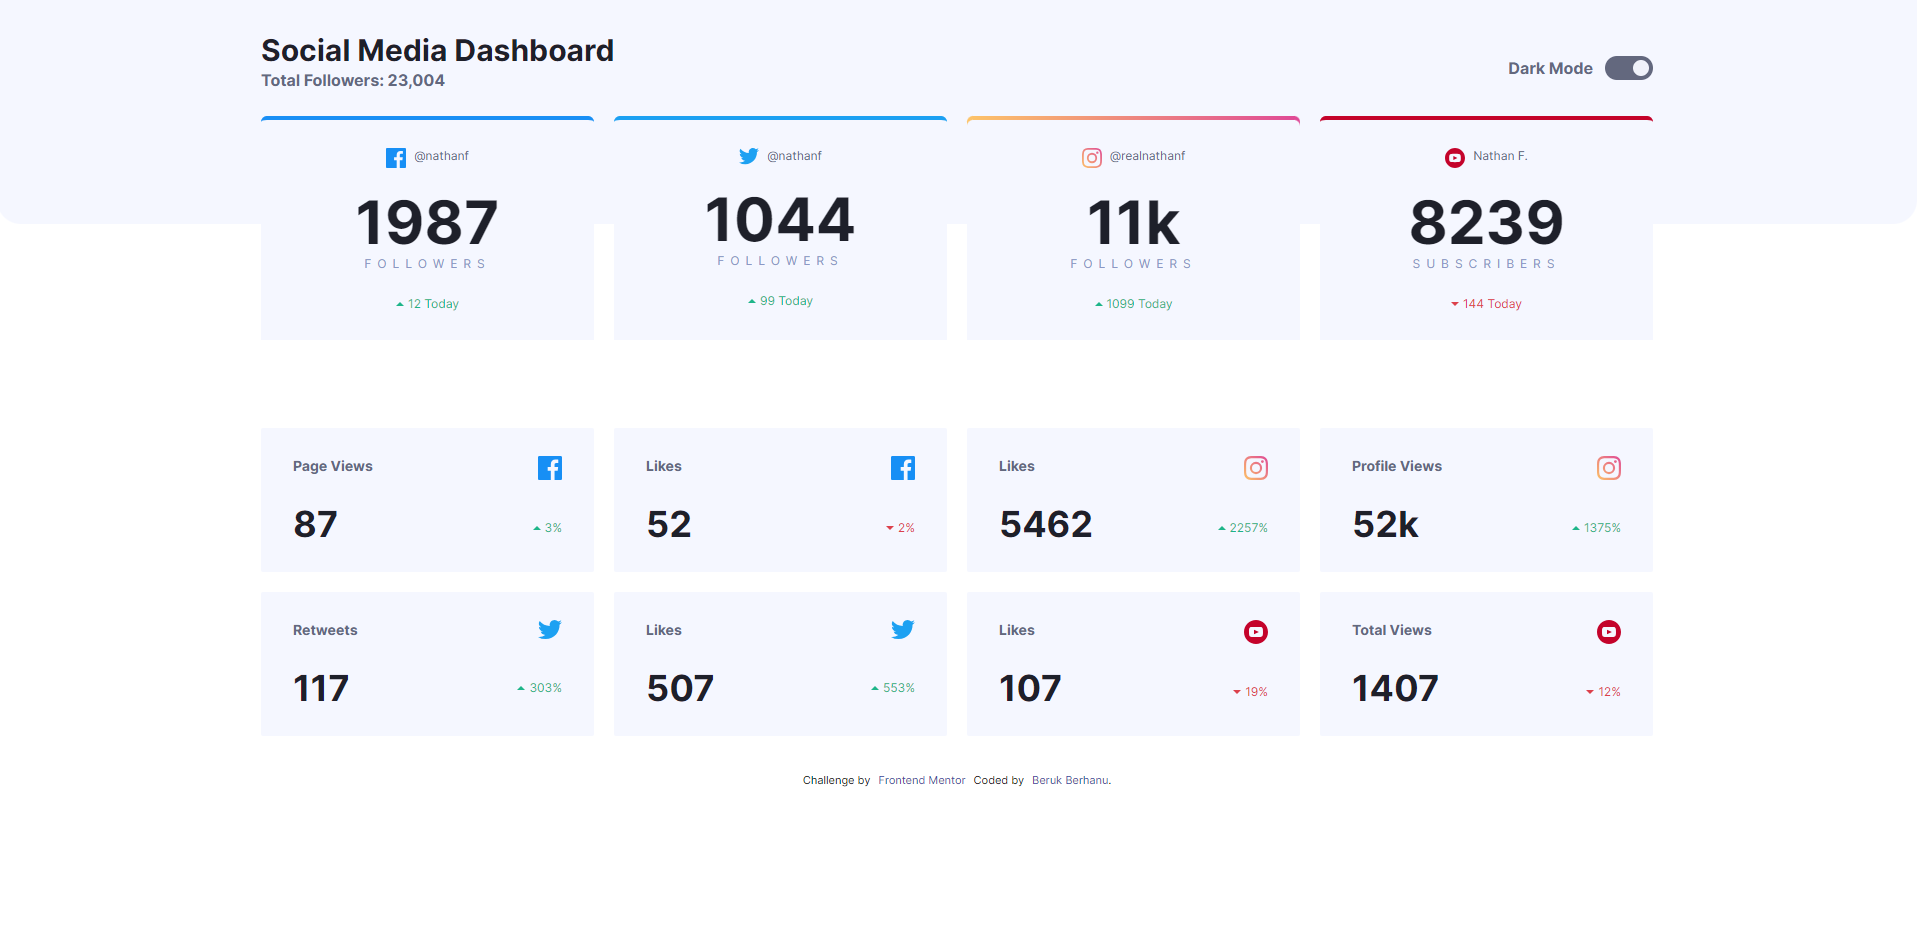 Social Media Dashboard
Total Followers: 23,004
Dark Mode
@nathanf
1987
FOLLOWERS
12 Today
@nathanf
1044
FOLLOWERS
99 Today
@realnathanf
11k
FOLLOWERS
1099 Today
Nathan F.
8239
SUBSCRIBERS
144 Today
Page Views
87
3%
Likes
52
2%
Likes
5462
2257%
Profile Views
52k
1375%
Retweets
117
303%
Likes
507
553%
Likes
107
19%
Total Views
1407
12%
Challenge by Frontend Mentor Coded by Beruk Berhanu.